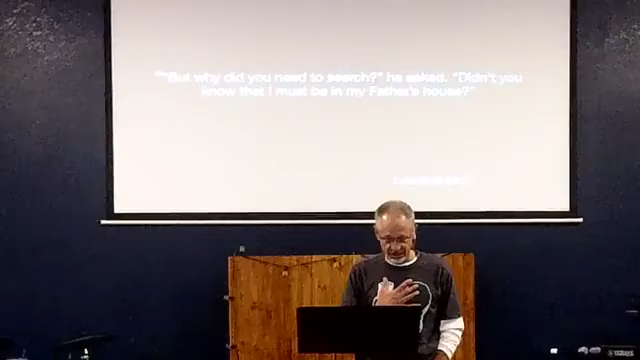 "But why did you need to search?" he asked. "Didn't you
know that I must be in my Father's house?"